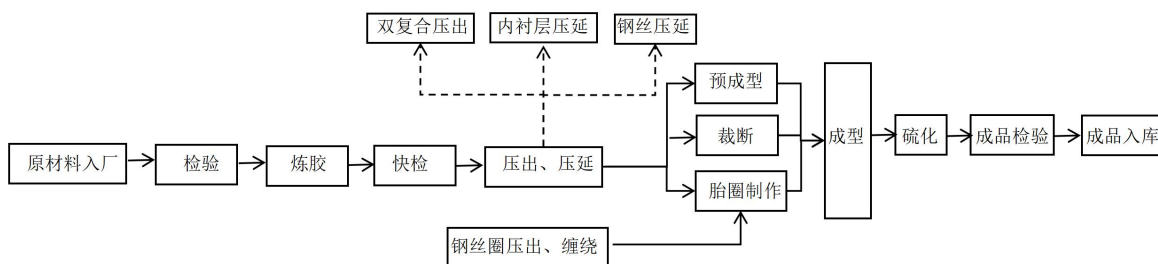 双复合压出
内衬层压延
钢丝压延
预成型
裁断
胎圈制作
成型
硫化
成品检验
成品入库
原材料入厂
检验
炼胶
快检
压出、压延
钢丝圈压出、缠绕